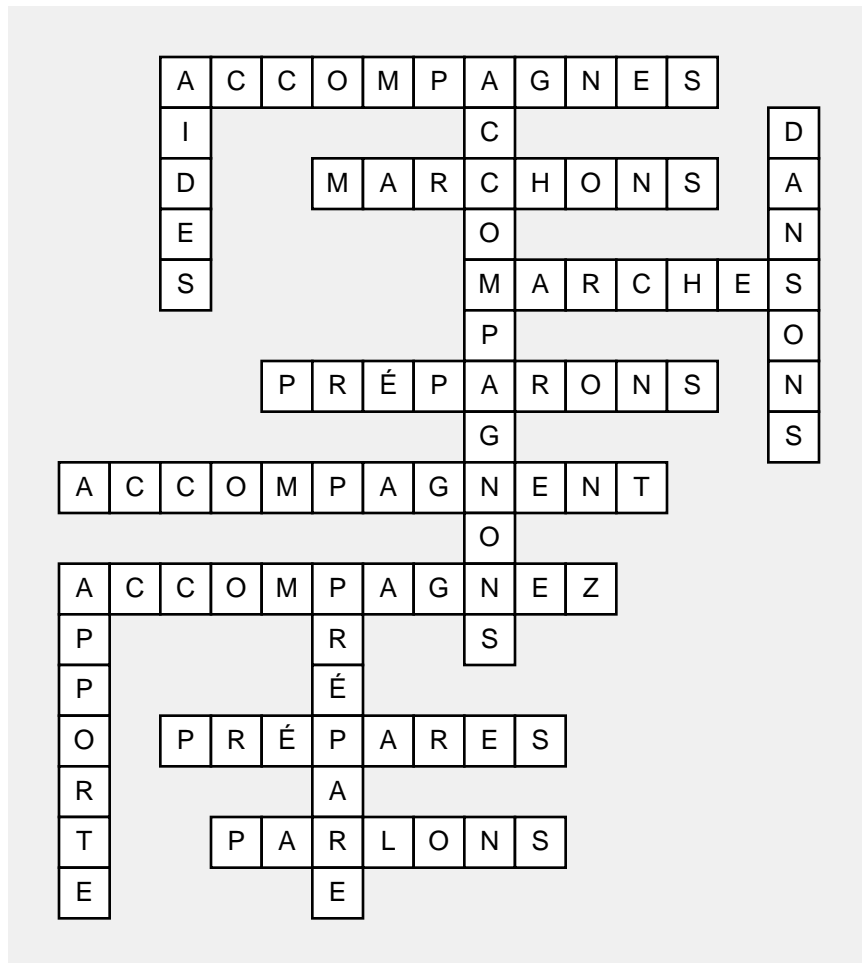 ACCOMPAGNES
AIDES
ACCOMPAGNONS
DANSONS
MARCHONS
MARCHES
PRÉPARONS
ACCOMPAGNENT
ACCOMPAGNEZ
APPORTE
PRÉPARE
PRÉPARES
PARLONS